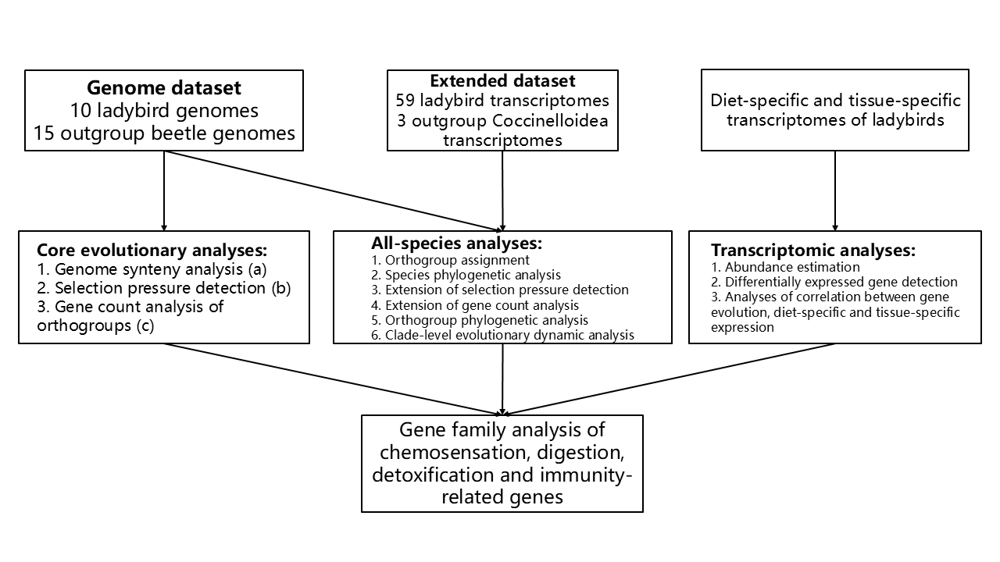 Genome dataset
10 ladybird genomes
15 outgroup beetle genomes
Extended dataset
59 ladybird transcriptomes
3 outgroup Coccinelloidea
transcriptomes
Diet-specific and tissue-specific
transcriptomes of ladybirds
Core evolutionary analyses:
1. Genome synteny analysis (a)
2. Selection pressure detection (b)
3. Gene count analysis of
orthogroups (c)
All-species analyses:
1. Orthogroup assignment
2. Species phylogenetic analysis
3. Extension of selection pressure detection
4. Extension of gene count analysis
5. Orthogroup phylogenetic analysis
6. Clade-level evolutionary dynamic analysis
Transcriptomic analyses:
1. Abundance estimation
2. Differentially expressed gene detection
3. Analyses of correlation between gene
evolution, diet-specific and tissue-specific
expression
Gene family analysis of
chemosensation, digestion,
detoxification and immunity-
related genes